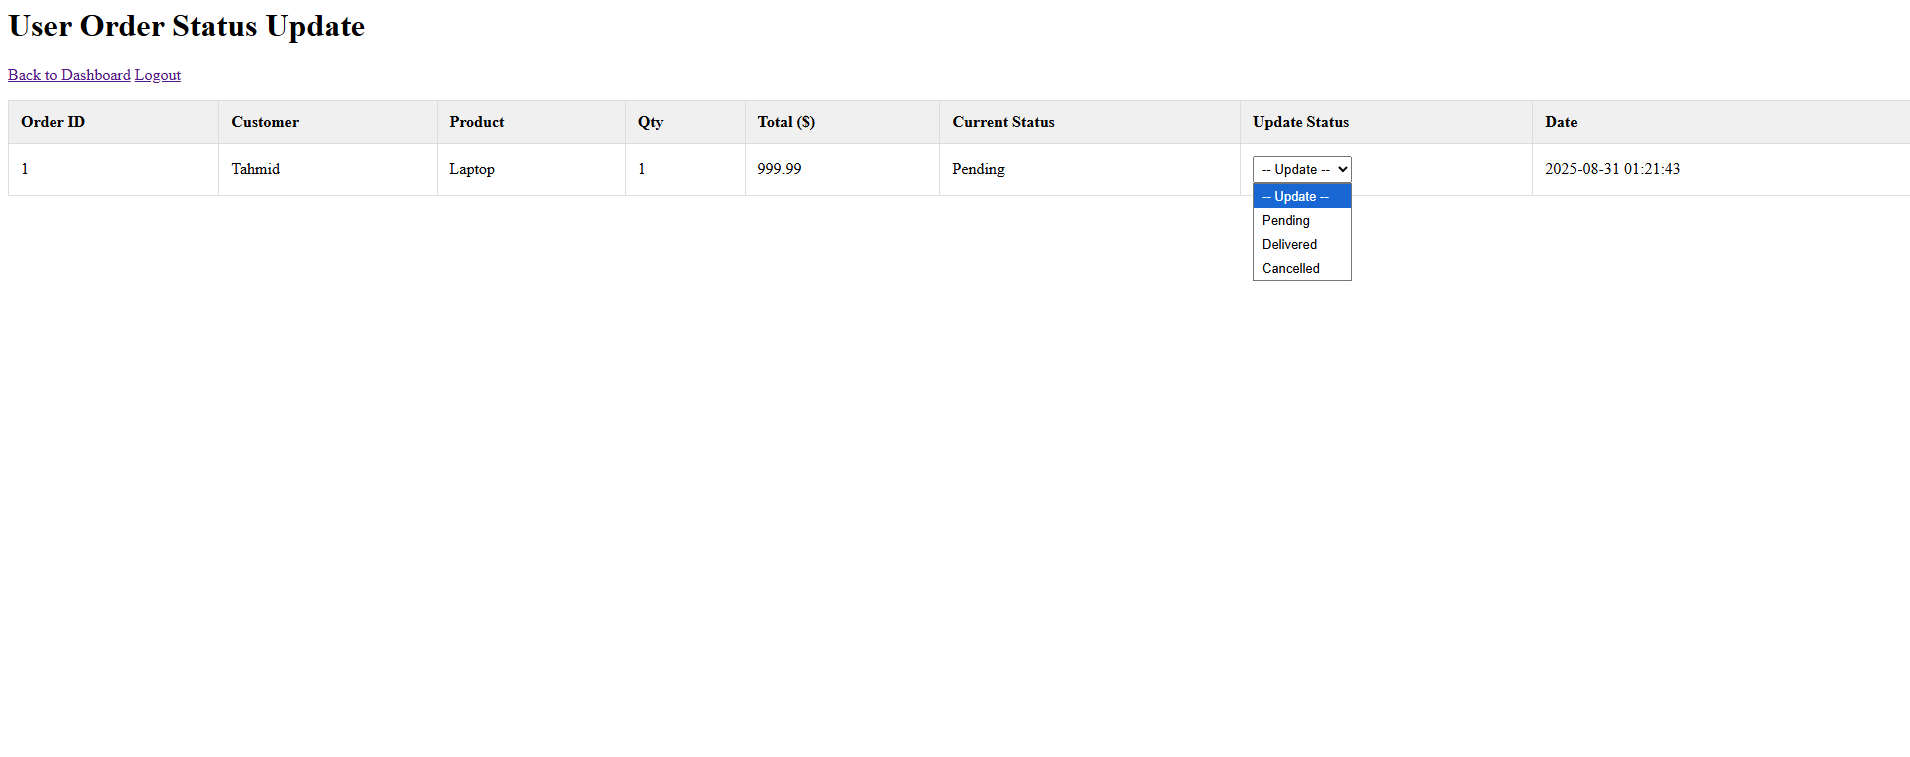 User Order Status Update
Back to Dashboard Logout
Order ID Customer Product Qty Total ($) Current Status Update Status Date
1 Tahmid Laptop 1 999.99 Pending -- Update -- 2025-08-31 01:21:43
-- Update --
Pending
Delivered
Cancelled